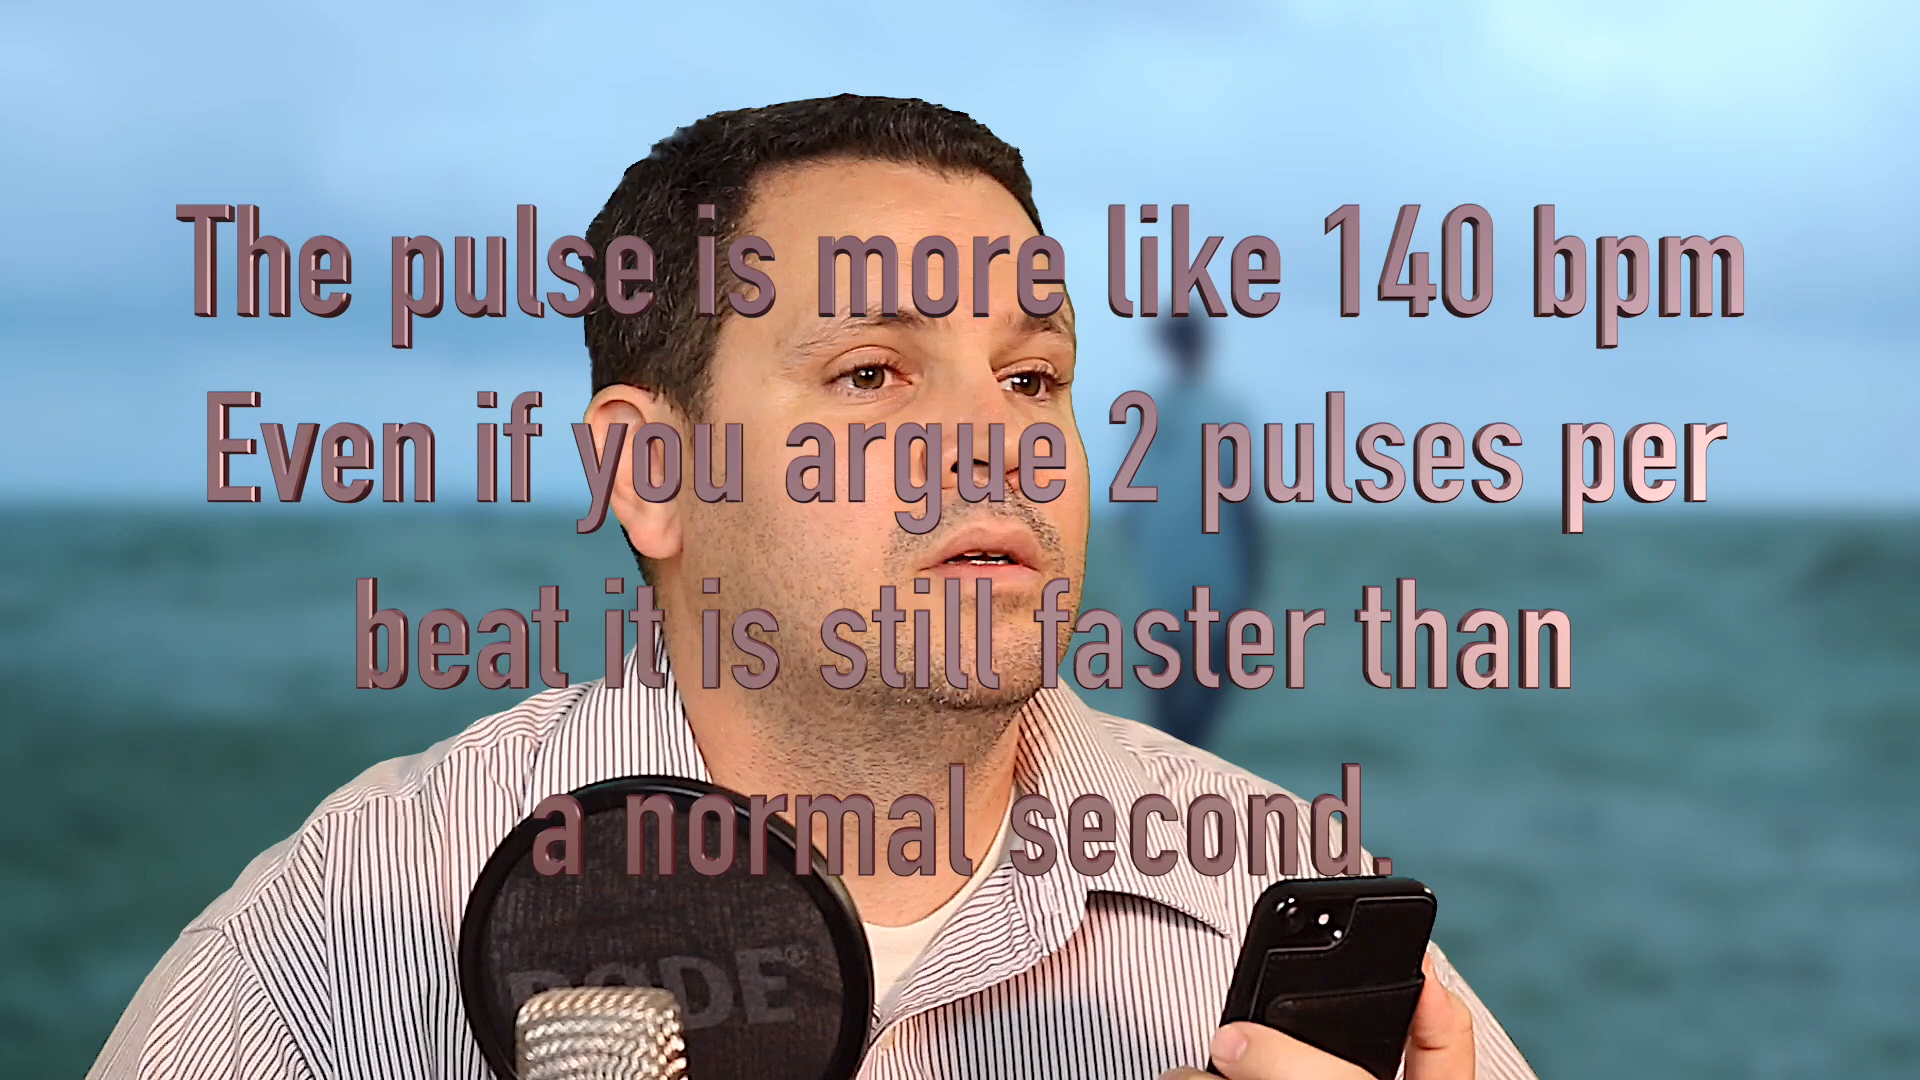 The pulse is more like 140 bpm
Even if you argue 2 pulses per
beat it is still faster than
a normal second.
RØDE®